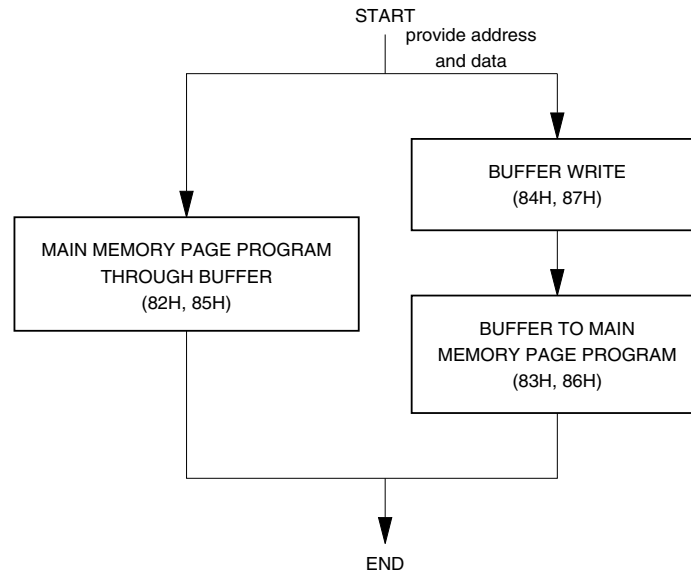 START
provide address
and data
BUFFER WRITE
(84H, 87H)
MAIN MEMORY PAGE PROGRAM
THROUGH BUFFER
(82H, 85H)
BUFFER TO MAIN
MEMORY PAGE PROGRAM
(83H, 86H)
END